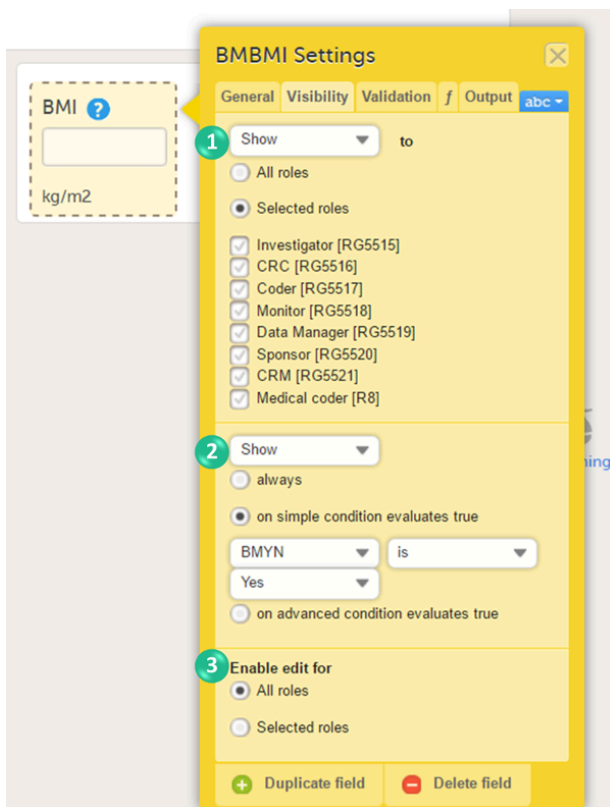 BMBMI Settings
General Visibility Validation f Output abc
BMI ?
kg/m2
1 Show to
All roles
Selected roles
Investigator [RG5515]
CRC [RG5516]
Coder [RG5517]
Monitor [RG5518]
Data Manager [RG5519]
Sponsor [RG5520]
CRM [RG5521]
Medical coder [R8]
2 Show
always
on simple condition evaluates true
BMYN is
Yes
on advanced condition evaluates true
3 Enable edit for
All roles
Selected roles
Duplicate field Delete field